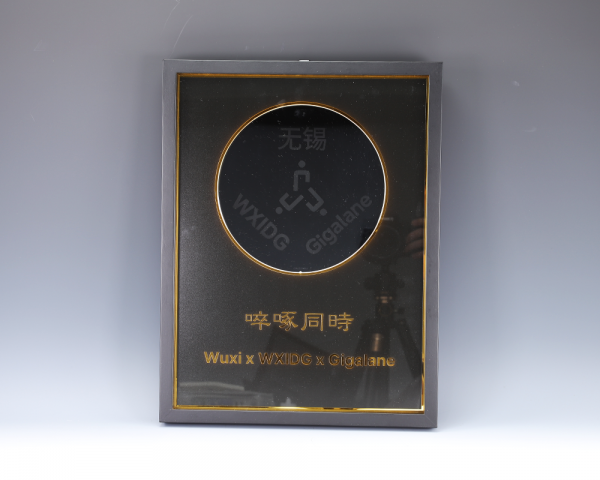 无锡
WXIDG Gigalane
啐啄同時
Wuxi x WXIDG x Gigalane